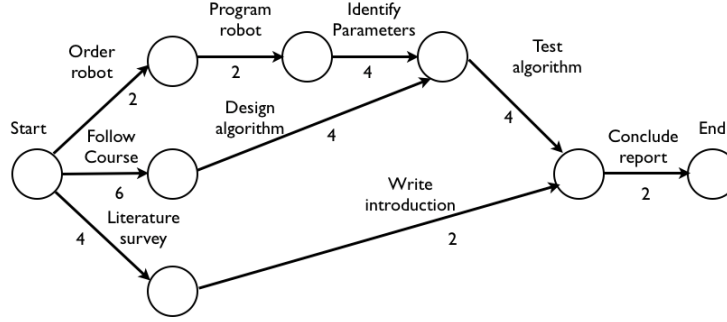 Program
robot
2
Identify
Parameters
4
Order
robot
2
Test
algorithm
4
Design
algorithm
4
Start
Follow
Course
6
Conclude
report
2
End
Write
introduction
2
Literature
survey
4